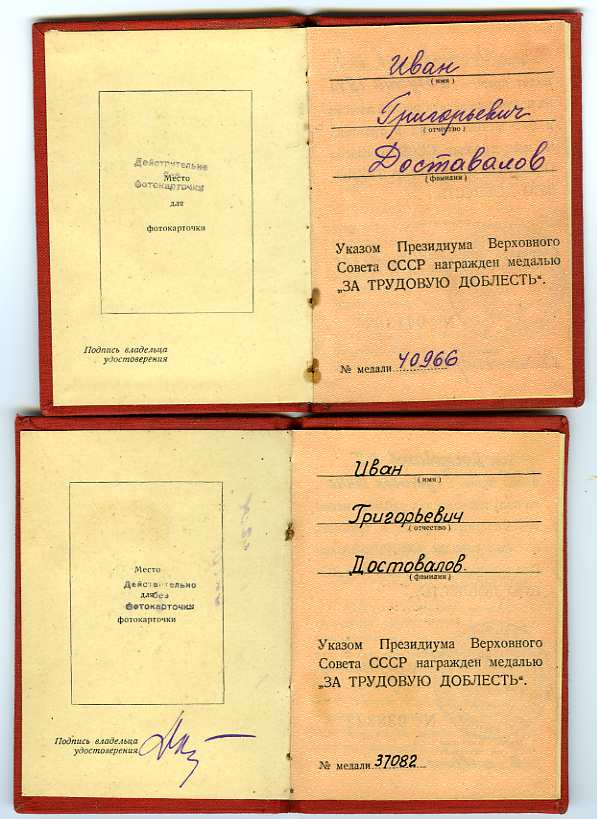 Действительно
без
фотокарточки
Место
для
фотокарточки
Подпись владельца
удостоверения
Иван
(имя)
Григорьевич
(отчество)
Доставалов
(фамилия)
Указом Президиума Верховного
Совета СССР награжден медалью
„ЗА ТРУДОВУЮ ДОБЛЕСТЬ“.
№ медали 40966
Место
Действительно
для без
фотокарточки
фотокарточки
Подпись владельца
удостоверения
Иван
(имя)
Григорьевич
(отчество)
Достовалов.
(фамилия)
Указом Президиума Верховного
Совета СССР награжден медалью
„ЗА ТРУДОВУЮ ДОБЛЕСТЬ“.
№ медали 37082